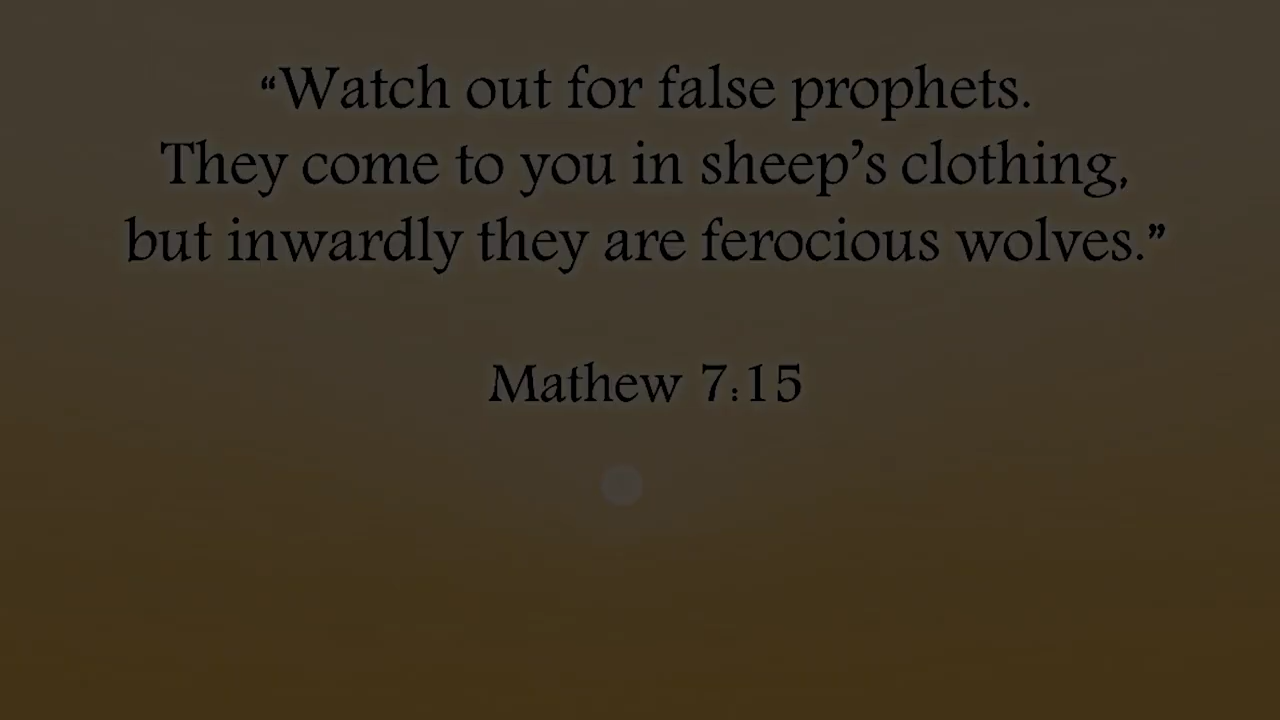 “Watch out for false prophets.
They come to you in sheep’s clothing,
but inwardly they are ferocious wolves.”
Mathew 7:15